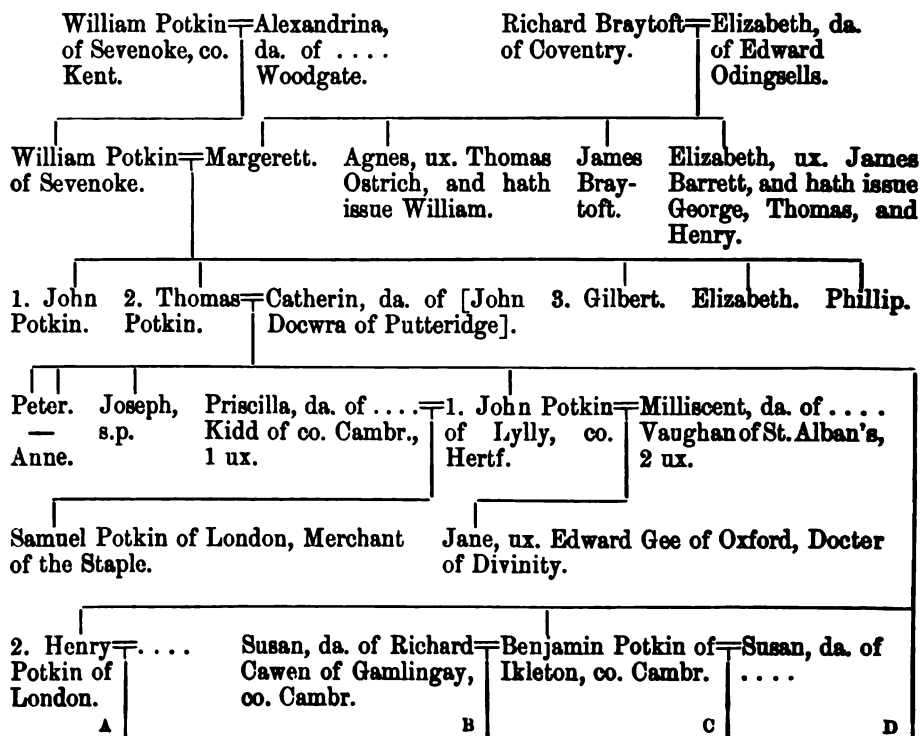 William Potkin=Alexandrina,
of Sevenoke, co. da. of ....
Kent. Woodgate.
Richard Braytoft=Elizabeth, da.
of Coventry. of Edward
Odingsells.
William Potkin=Margerett.
of Sevenoke.
Agnes, ux. Thomas
Ostrich, and hath
issue William.
James
Bray-
toft.
Elizabeth, ux. James
Barrett, and hath issue
George, Thomas, and
Henry.
1. John
Potkin.
2. Thomas=Catherin, da. of [John
Potkin. Docwra of Putteridge].
3. Gilbert.
Elizabeth.
Phillip.
Peter.
—
Anne.
Joseph,
s.p.
Priscilla, da. of ....=1. John Potkin=Milliscent, da. of ....
Kidd of co. Cambr., of Lylly, co. Vaughan of St. Alban's,
1 ux. Hertf. 2 ux.
Samuel Potkin of London, Merchant
of the Staple.
Jane, ux. Edward Gee of Oxford, Docter
of Divinity.
2. Henry=....
Potkin of
London.
Susan, da. of Richard=Benjamin Potkin of=Susan, da. of
Cawen of Gamlingay, Ikleton, co. Cambr. ....
co. Cambr.
A B C D